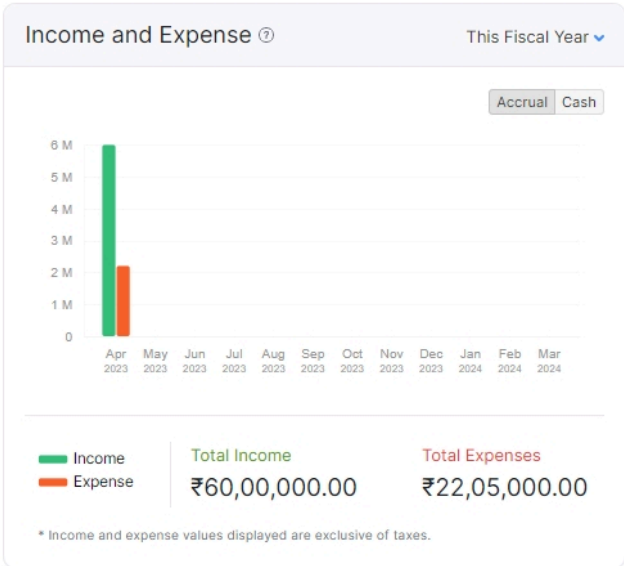 Income and Expense ?
This Fiscal Year
Accrual Cash
6 M
5 M
4 M
3 M
2 M
1 M
0
Apr May Jun Jul Aug Sep Oct Nov Dec Jan Feb Mar
2023 2023 2023 2023 2023 2023 2023 2023 2023 2024 2024 2024
Income
Expense
Total Income
₹60,00,000.00
Total Expenses
₹22,05,000.00
* Income and expense values displayed are exclusive of taxes.